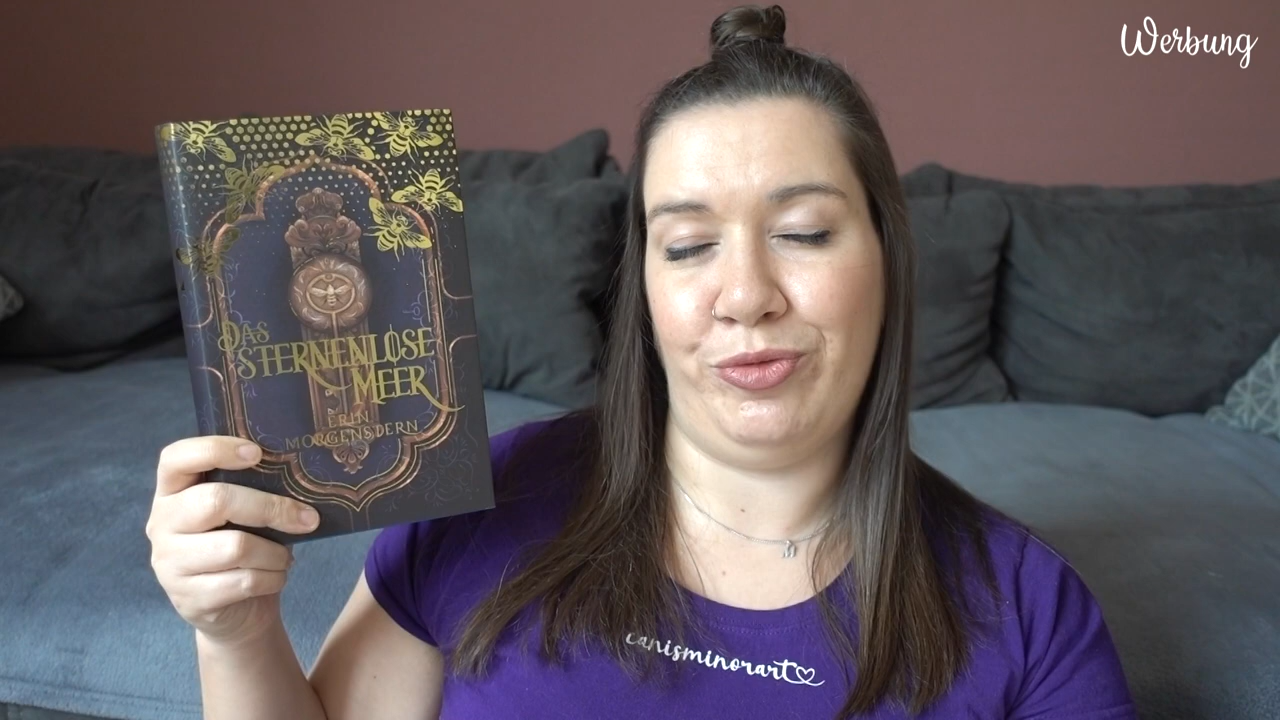 Werbung
DAS
STERNENLOSE
MEER
ERIN
MORGENSTERN
canisminorart